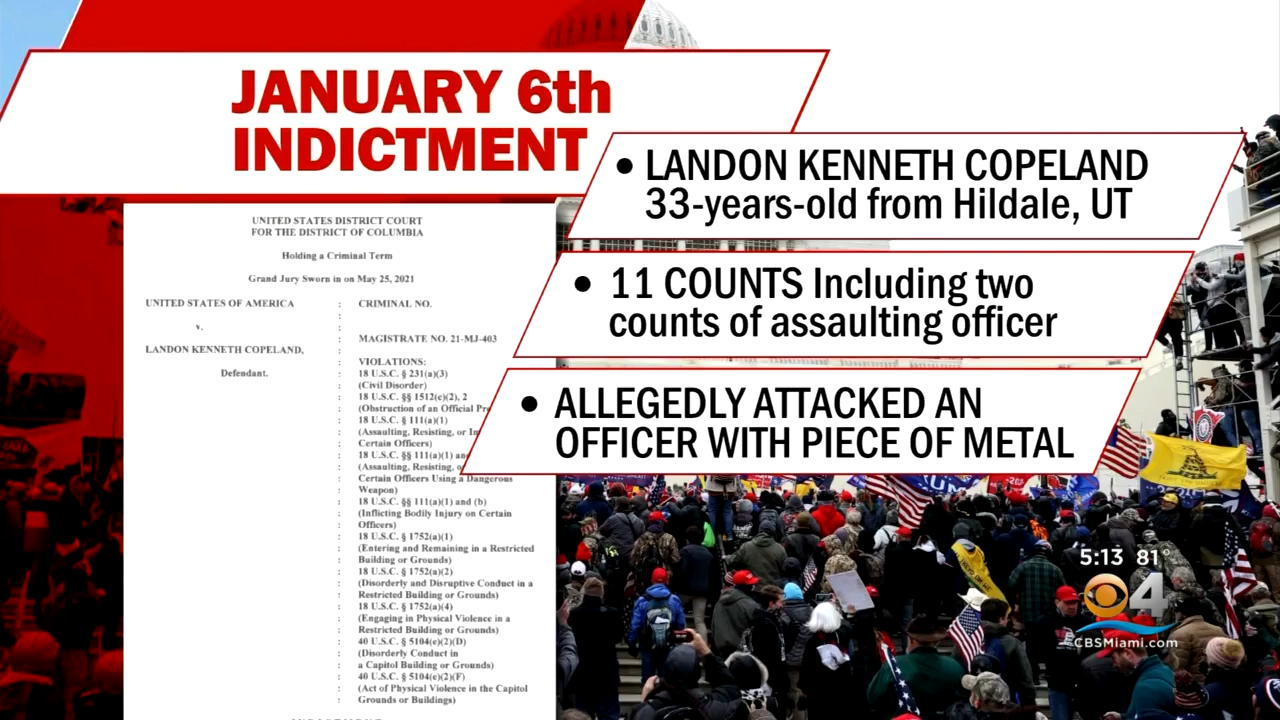 JANUARY 6th
INDICTMENT
• LANDON KENNETH COPELAND
33-years-old from Hildale, UT
• 11 COUNTS Including two
counts of assaulting officer
• ALLEGEDLY ATTACKED AN
OFFICER WITH PIECE OF METAL
UNITED STATES DISTRICT COURT
FOR THE DISTRICT OF COLUMBIA
Holding a Criminal Term
Grand Jury Sworn in on May 25, 2021
UNITED STATES OF AMERICA : CRIMINAL NO.
:
v. :
: MAGISTRATE NO. 21-MJ-403
LANDON KENNETH COPELAND, :
: VIOLATIONS:
Defendant. : 18 U.S.C. § 231(a)(3)
: (Civil Disorder)
: 18 U.S.C. §§ 1512(c)(2), 2
: (Obstruction of an Official Pr
: 18 U.S.C. § 111(a)(1)
: (Assaulting, Resisting, or Im
: Certain Officers)
: 18 U.S.C. §§ 111(a)(1) an
: (Assaulting, Resisting, o
: Certain Officers Using a Dangerous
: Weapon)
: 18 U.S.C. §§ 111(a)(1) and (b)
: (Inflicting Bodily Injury on Certain
: Officers)
: 18 U.S.C. § 1752(a)(1)
: (Entering and Remaining in a Restricted
: Building or Grounds)
: 18 U.S.C. § 1752(a)(2)
: (Disorderly and Disruptive Conduct in a
: Restricted Building or Grounds)
: 18 U.S.C. § 1752(a)(4)
: (Engaging in Physical Violence in a
: Restricted Building or Grounds)
: 40 U.S.C. § 5104(e)(2)(D)
: (Disorderly Conduct in
: a Capitol Building or Grounds)
: 40 U.S.C. § 5104(e)(2)(F)
: (Act of Physical Violence in the Capitol
: Grounds or Buildings)
5:13 81°
4
CBSMiami.com